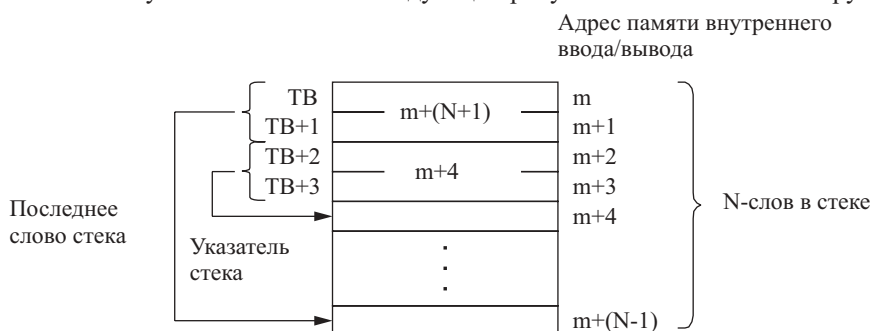 Адрес памяти внутреннего
ввода/вывода
TB
m+(N+1)
m
TB+1
m+1
TB+2
m+4
m+2
TB+3
m+3
m+4
N-слов в стеке
Последнее
слово стека
Указатель
стека
m+(N-1)